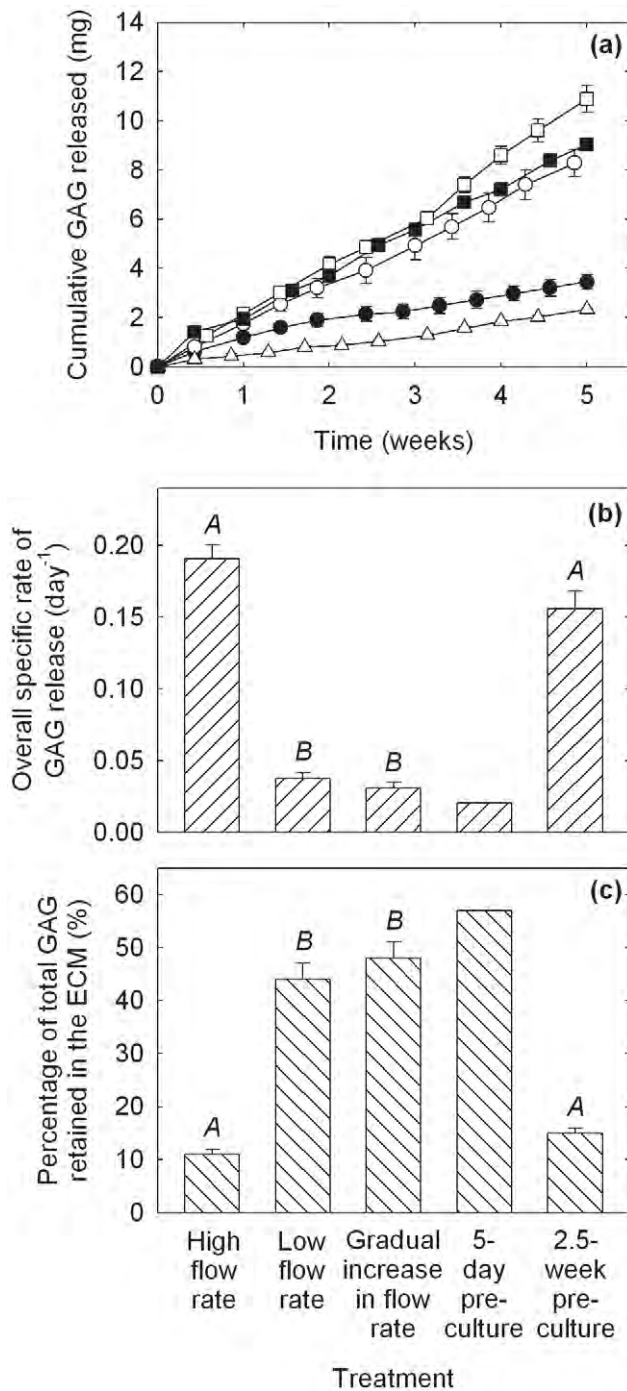 (a)
Cumulative GAG released (mg)
14
12
10
8
6
4
2
0
0 1 2 3 4 5
Time (weeks)
(b)
Overall specific rate of
GAG release (day-1)
0.20
0.15
0.10
0.05
0.00
A
B
B
A
(c)
Percentage of total GAG
retained in the ECM (%)
60
50
40
30
20
10
0
A
B
B
A
High
flow
rate
Low
flow
rate
Gradual
increase
in flow
rate
5-
day
pre-
culture
2.5-
week
pre-
culture
Treatment